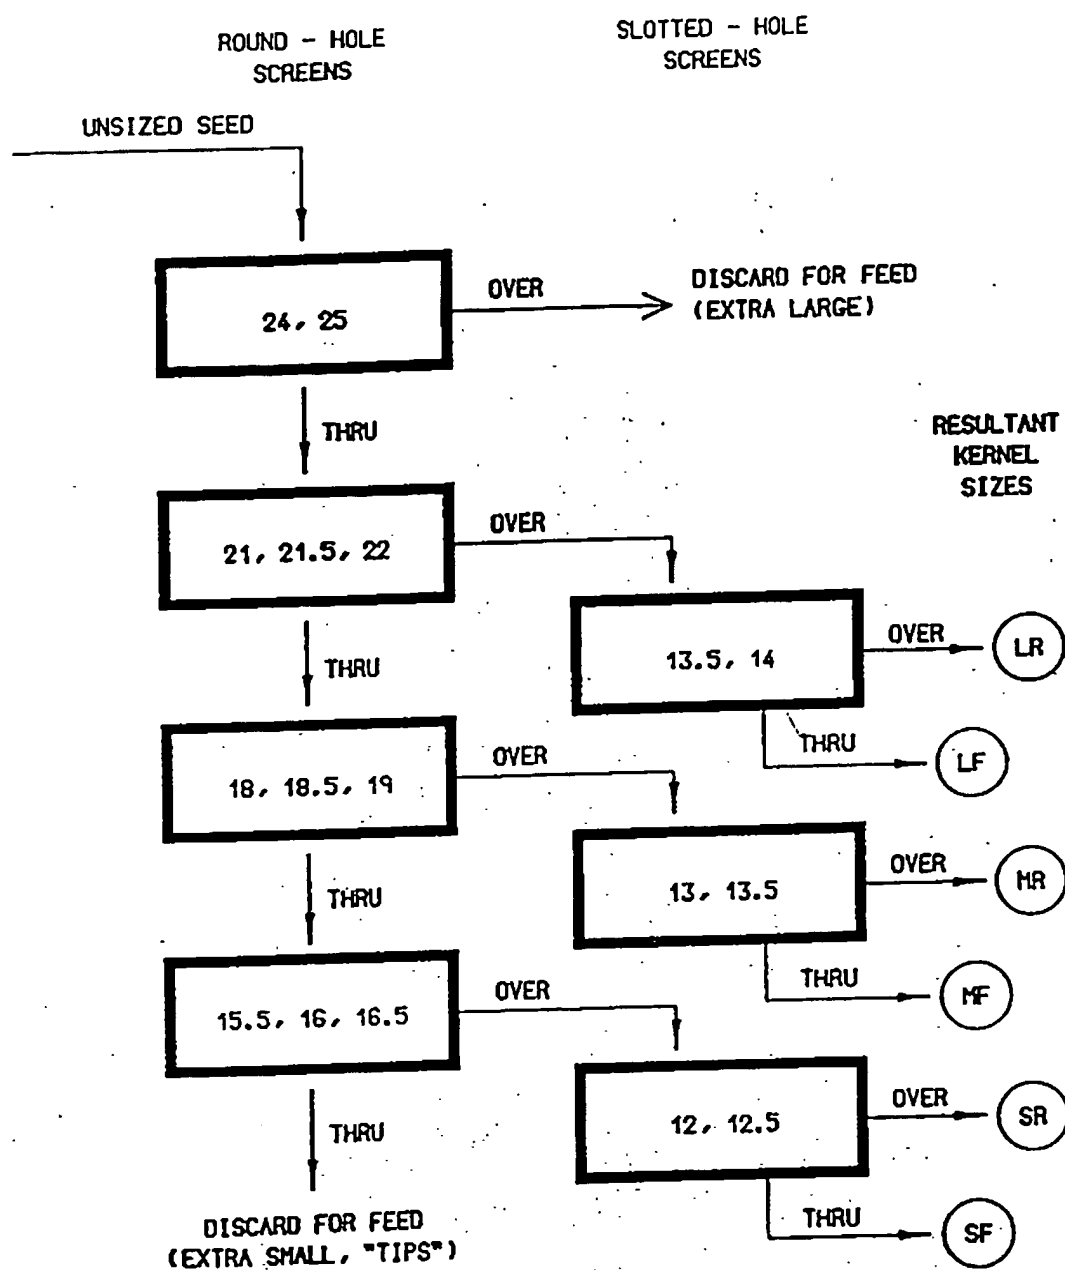 ROUND - HOLE
SCREENS
SLOTTED - HOLE
SCREENS
UNSIZED SEED
24, 25
OVER
DISCARD FOR FEED
(EXTRA LARGE)
THRU
RESULTANT
KERNEL
SIZES
21, 21.5, 22
OVER
13.5, 14
OVER
LR
THRU
THRU
LF
18, 18.5, 19
OVER
13, 13.5
OVER
MR
THRU
THRU
MF
15.5, 16, 16.5
OVER
12, 12.5
OVER
SR
THRU
THRU
SF
DISCARD FOR FEED
(EXTRA SMALL, "TIPS")